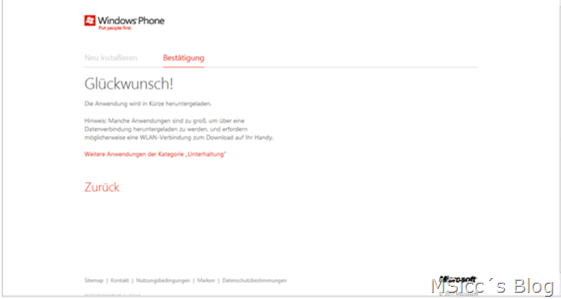 Windows Phone
Put people first.
Neu installieren
Bestätigung
Glückwunsch!
Die Anwendung wird in Kürze heruntergeladen.
Hinweis: Manche Anwendungen sind zu groß, um über eine
Datenverbindung heruntergeladen zu werden, und erfordern
möglicherweise eine WLAN-Verbindung zum Download auf Ihr Handy.
Weitere Anwendungen der Kategorie „Unterhaltung“
Zurück
Sitemap | Kontakt | Nutzungsbedingungen | Marken | Datenschutzbestimmungen
Microsoft
MSicc´s Blog